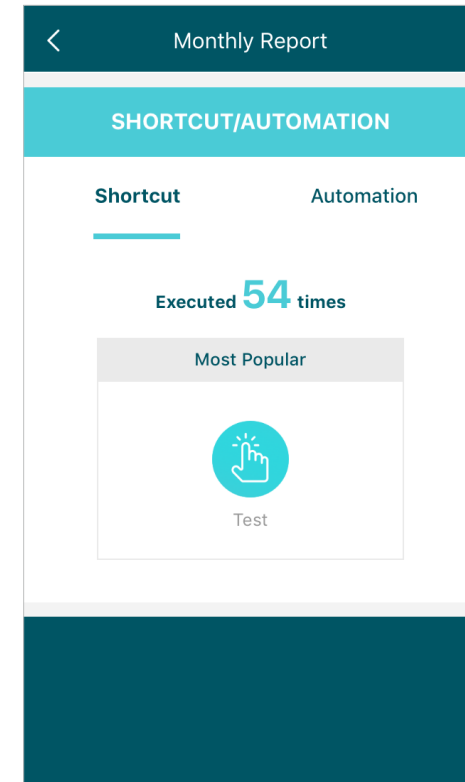 Monthly Report
SHORTCUT/AUTOMATION
Shortcut Automation
Executed 54 times
Most Popular
Test